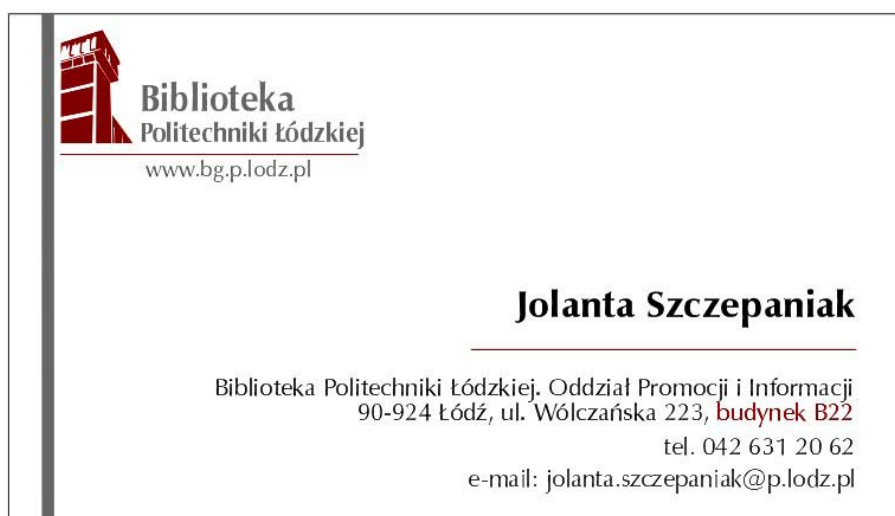 Biblioteka
Politechniki Łódzkiej
www.bg.p.lodz.pl
Jolanta Szczepaniak
Biblioteka Politechniki Łódzkiej. Oddział Promocji i Informacji
90-924 Łódź, ul. Wólczańska 223, budynek B22
tel. 042 631 20 62
e-mail: jolanta.szczepaniak@p.lodz.pl